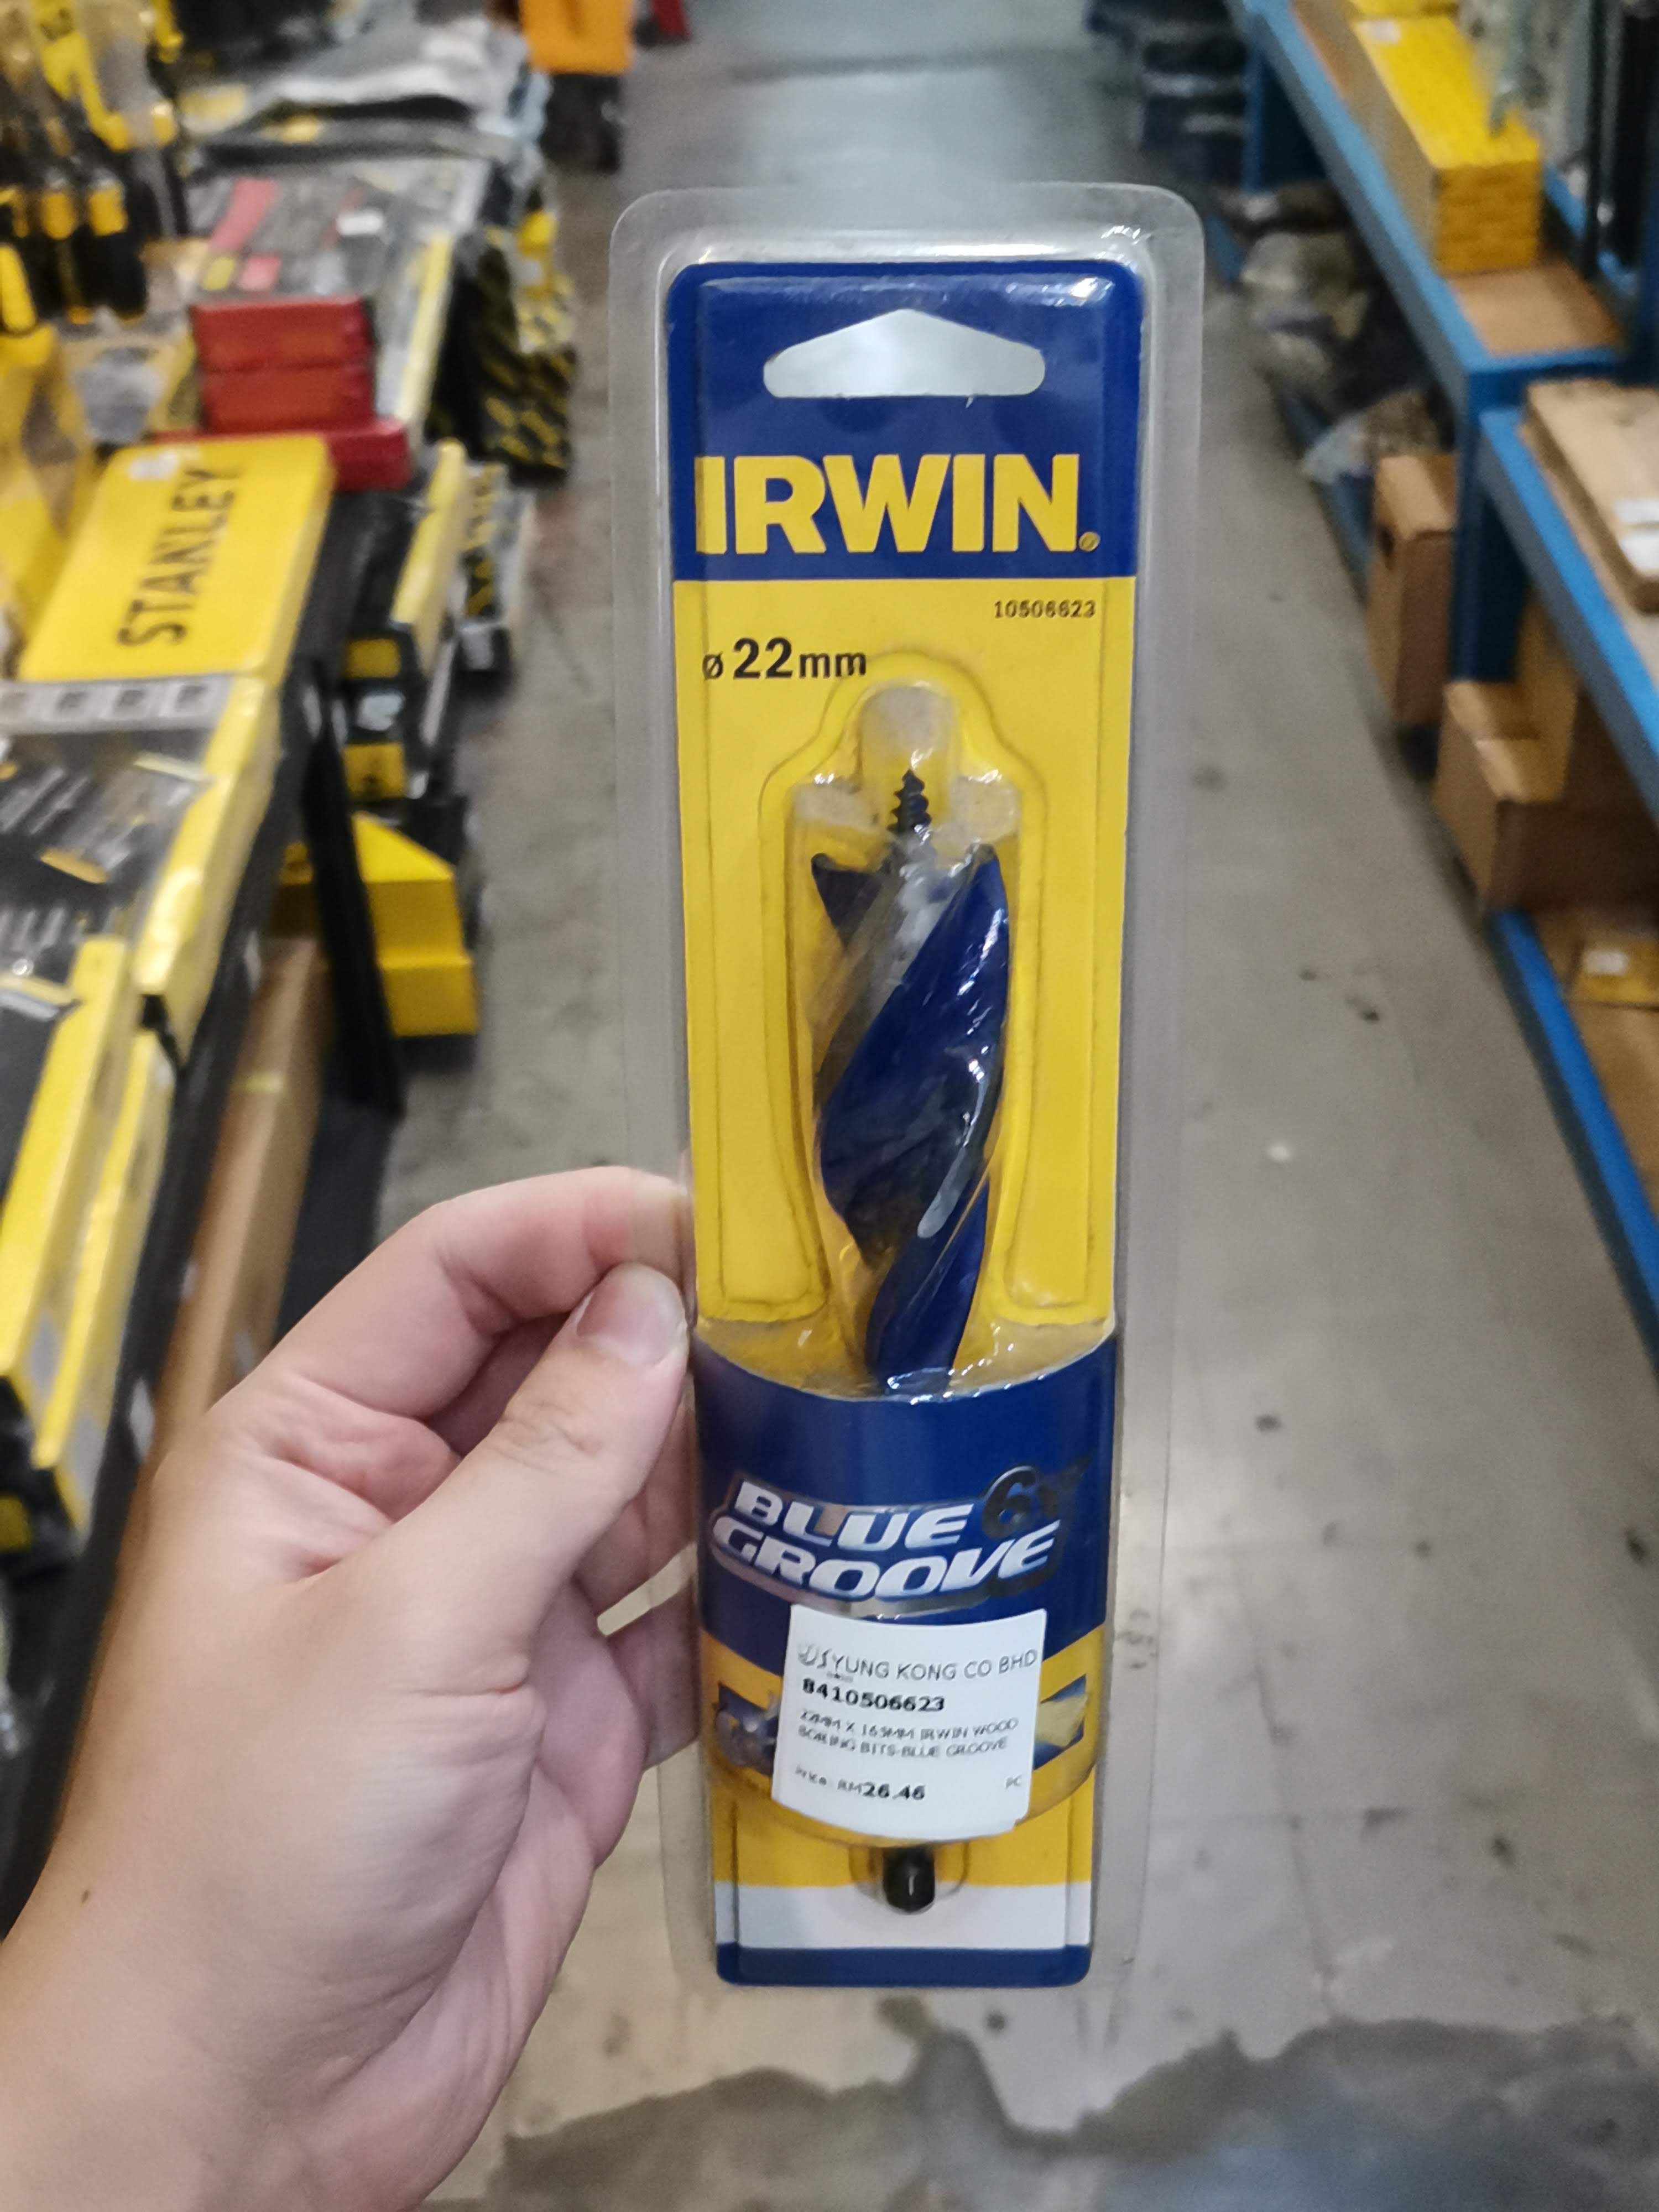 IRWIN
10506623
ø 22mm
STANLEY
BLUE 6X
GROOVE
YUNG KONG CO BHD
8410506623
22MM X 165MM IRWIN WOOD
BORING BITS-BLUE GROOVE
Price RM26.46 PC